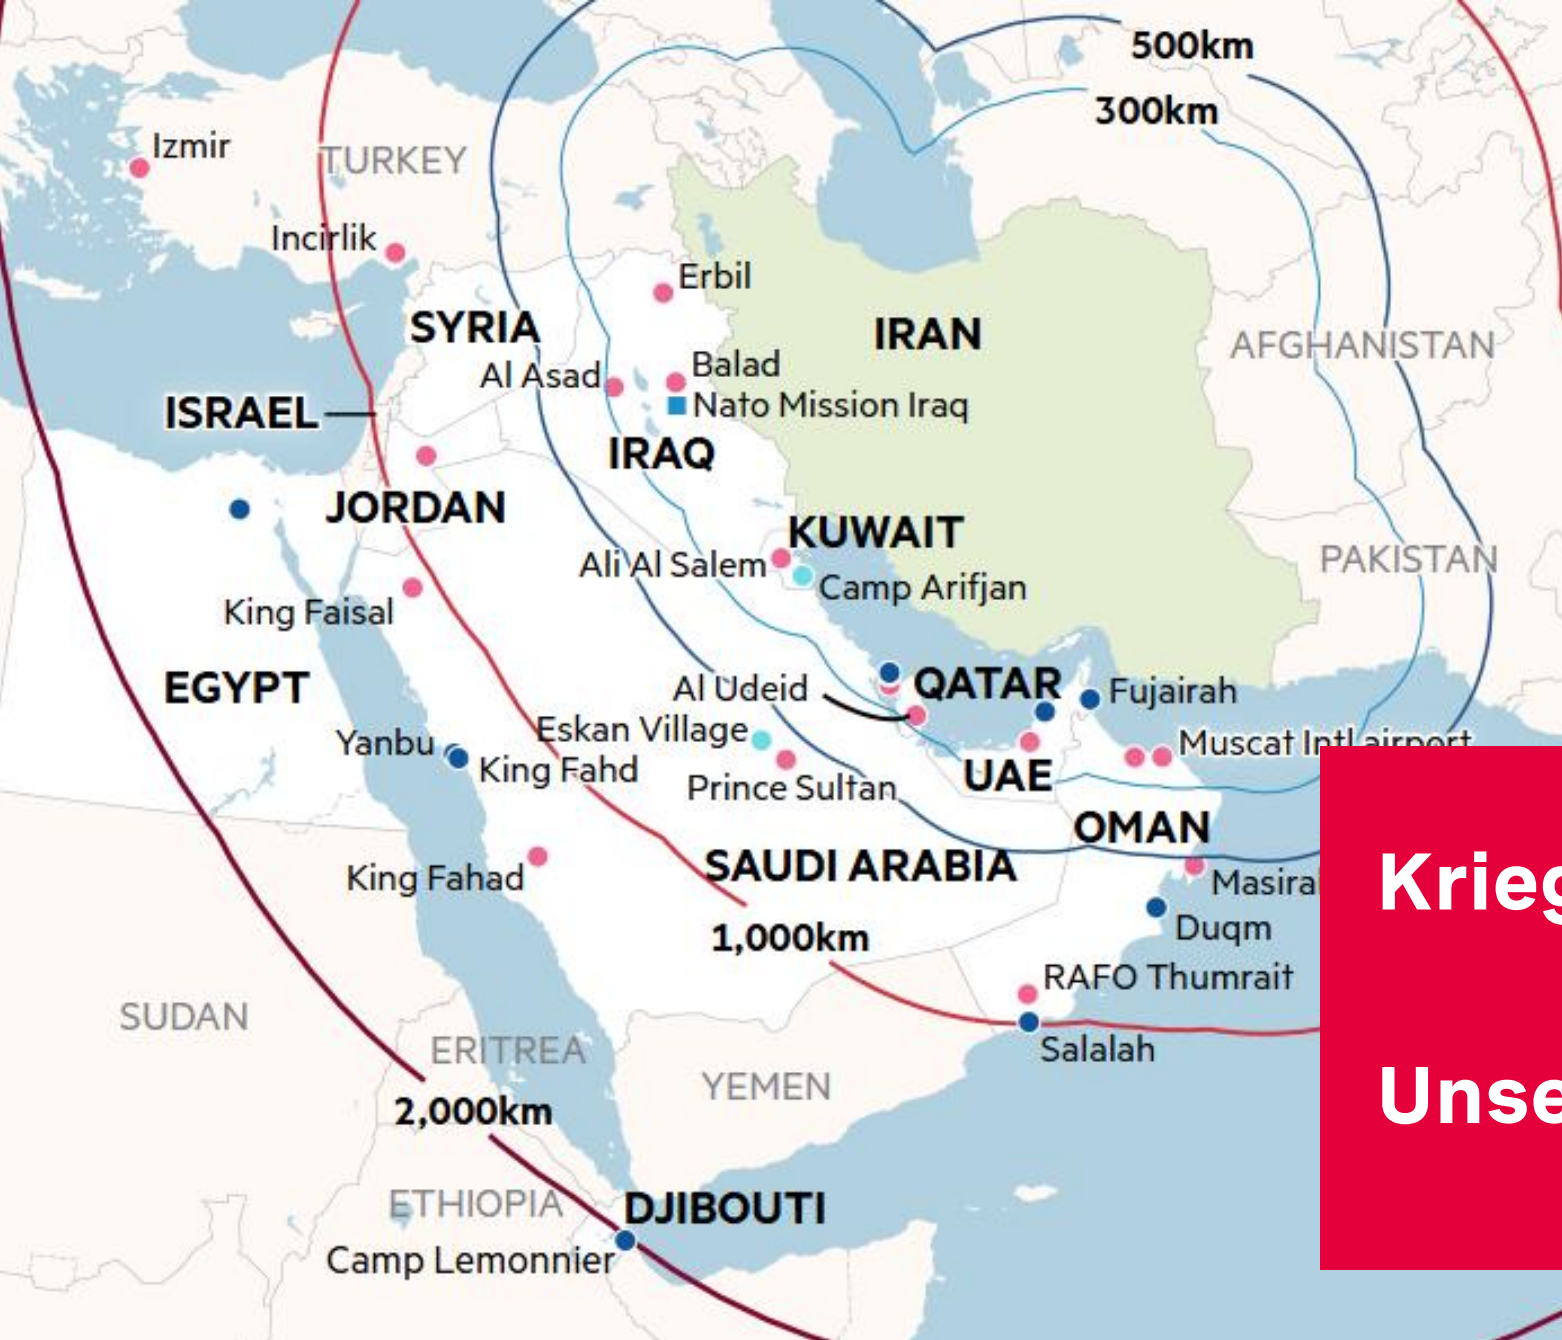 500km
300km
Izmir
TURKEY
Incirlik
Erbil
SYRIA
IRAN
AFGHANISTAN
Al Asad
Balad
Nato Mission Iraq
ISRAEL
IRAQ
JORDAN
KUWAIT
PAKISTAN
Ali Al Salem
Camp Arifjan
King Faisal
EGYPT
Al Udeid
QATAR
Fujairah
Eskan Village
Yanbu
King Fahd
Muscat Intl airport
Prince Sultan
UAE
OMAN
SAUDI ARABIA
King Fahad
Masira
Krieg
1,000km
Duqm
RAFO Thumrait
SUDAN
ERITREA
Salalah
YEMEN
Unse
2,000km
ETHIOPIA
DJIBOUTI
Camp Lemonnier